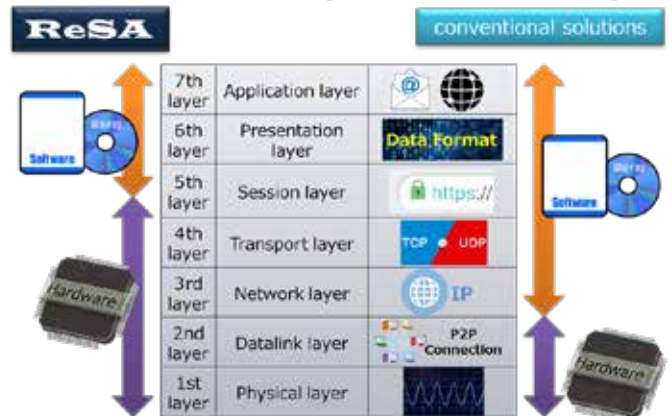 ReSA
conventional solutions
7th
layer
Application layer
@
6th
layer
Presentation
layer
Data Format
Software
Software
5th
layer
Session layer
https://
4th
layer
Transport layer
TCP
UDP
Hardware
3rd
layer
Network layer
IP
2nd
layer
Datalink layer
P2P
Connection
Hardware
1st
layer
Physical layer